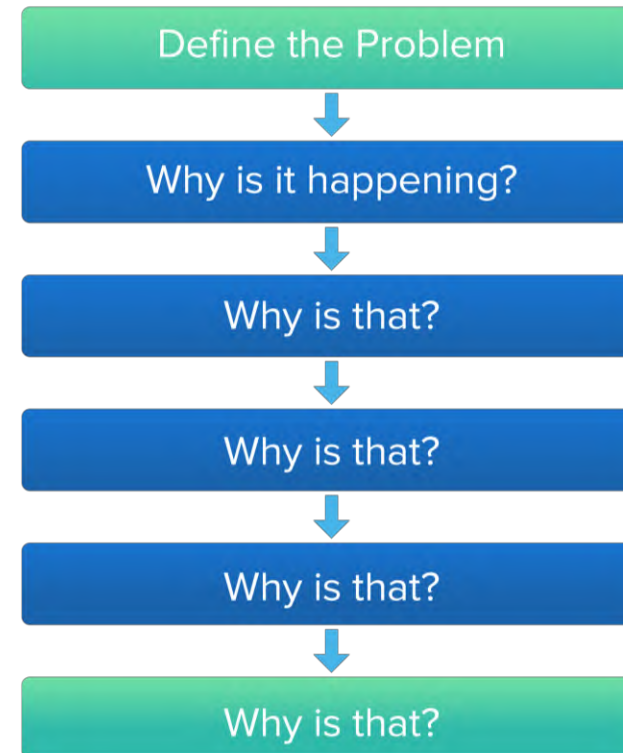 Define the Problem
Why is it happening?
Why is that?
Why is that?
Why is that?
Why is that?